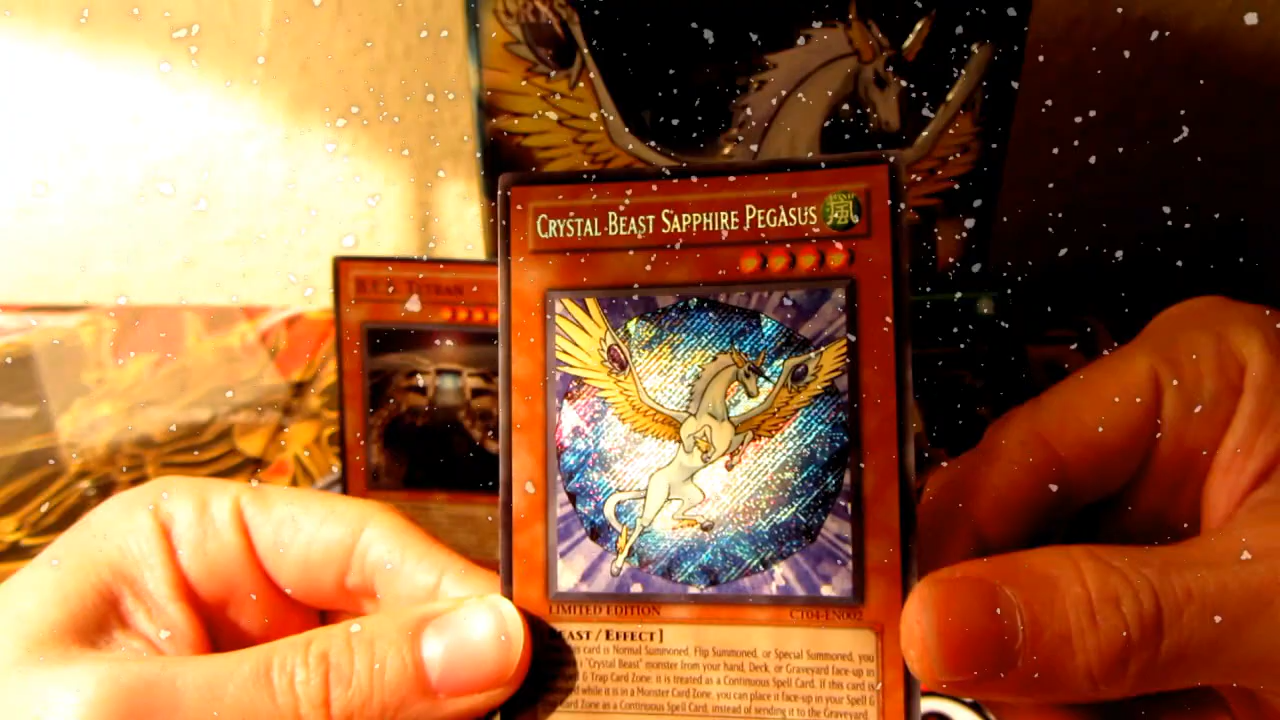 CRYS
CRYSTAL BEAST SAPPHIRE PEGASUS 風
B.E.S. TETRAN
LIMITED EDITION CT04-EN002
BEAST / EFFECT]
this card is Normal Summoned, Flip Summoned, or Special Summoned, you
1 "Crystal Beast" monster from your hand, Deck, or Graveyard face-up in
& Trap Card Zone; it is treated as a Continuous Spell Card. If this card is
while it is in a Monster Card Zone, you can place it face-up in your Spell &
Card Zone as a Continuous Spell Card, instead of sending it to the Graveyard.